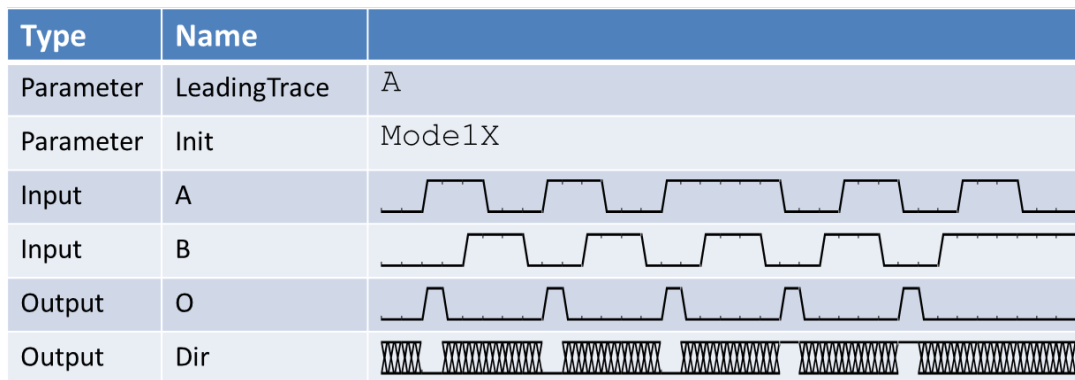 Type Name
Parameter LeadingTrace A
Parameter Init Mode1X
Input A
Input B
Output O
Output Dir